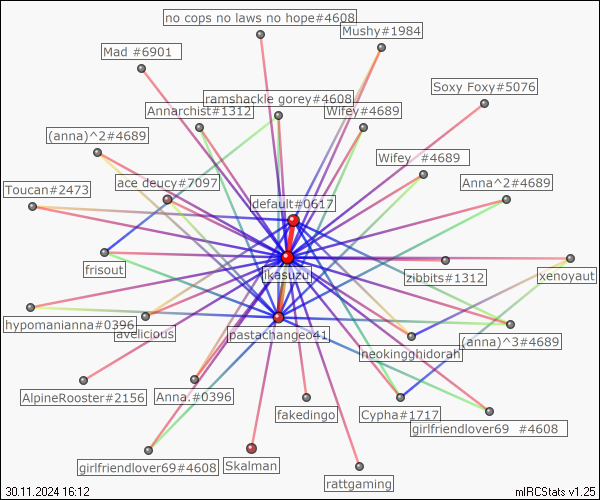 no cops no laws no hope#4608
Mushy#1984
Mad #6901
Soxy Foxy#5076
ramshackle gorey#4608
Annarchist#1312
Wifey#4689
(anna)^2#4689
Wifey #4689
ace deucy#7097
Anna^2#4689
Toucan#2473
default#0617
frisout
ikasuzu
zibbits#1312
xenoyaut
hypomanianna#0396
avelicious
pastachangeo41
neokingghidorah
(anna)^3#4689
AlpineRooster#2156
Anna.#0396
fakedingo
Cypha#1717
girlfriendlover69 #4608
girlfriendlover69#4608
Skalman
rattgaming
30.11.2024 16:12
mIRCStats v1.25